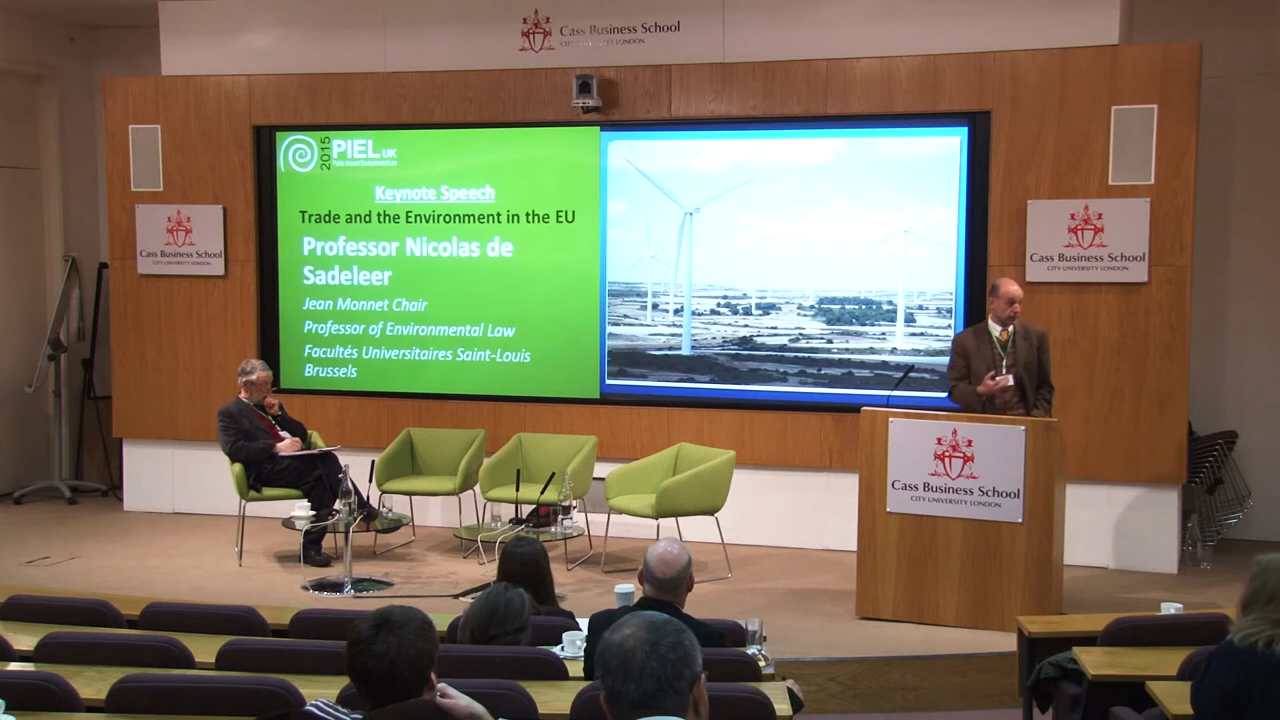 Cass Business School
CITY UNIVERSITY LONDON
2015
PIEL UK
Public Interest Environmental Law
Keynote Speech
Trade and the Environment in the EU
Professor Nicolas de
Sadeleer
Jean Monnet Chair
Professor of Environmental Law
Facultés Universitaires Saint-Louis
Brussels
Cass Business School
CITY UNIVERSITY LONDON
Cass Business School
CITY UNIVERSITY LONDON
Cass Business School
CITY UNIVERSITY LONDON